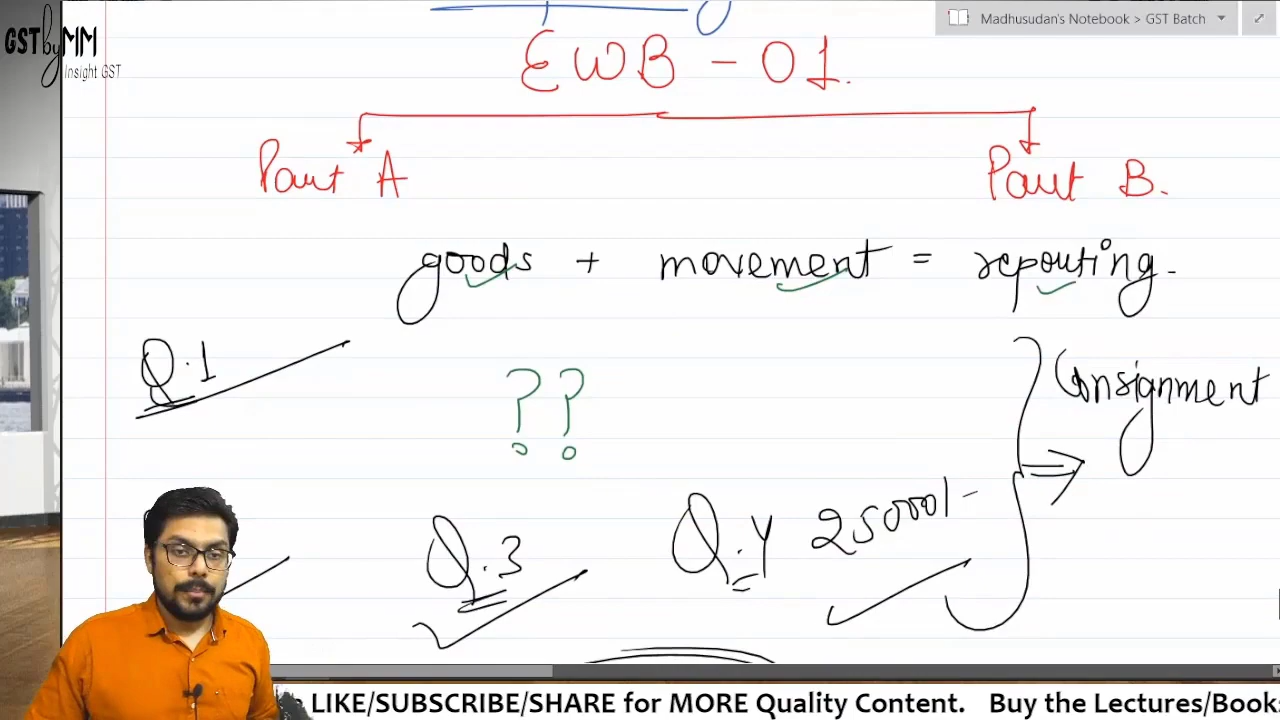 GST by MM
Insight GST
Madhusudan's Notebook > GST Batch
EWB - 01.
Part A
Part B.
goods + movement = reporting.
Q.1
??
Consignment
Q.3
Q.4 25000/-
LIKE/SUBSCRIBE/SHARE for MORE Quality Content. Buy the Lectures/Books